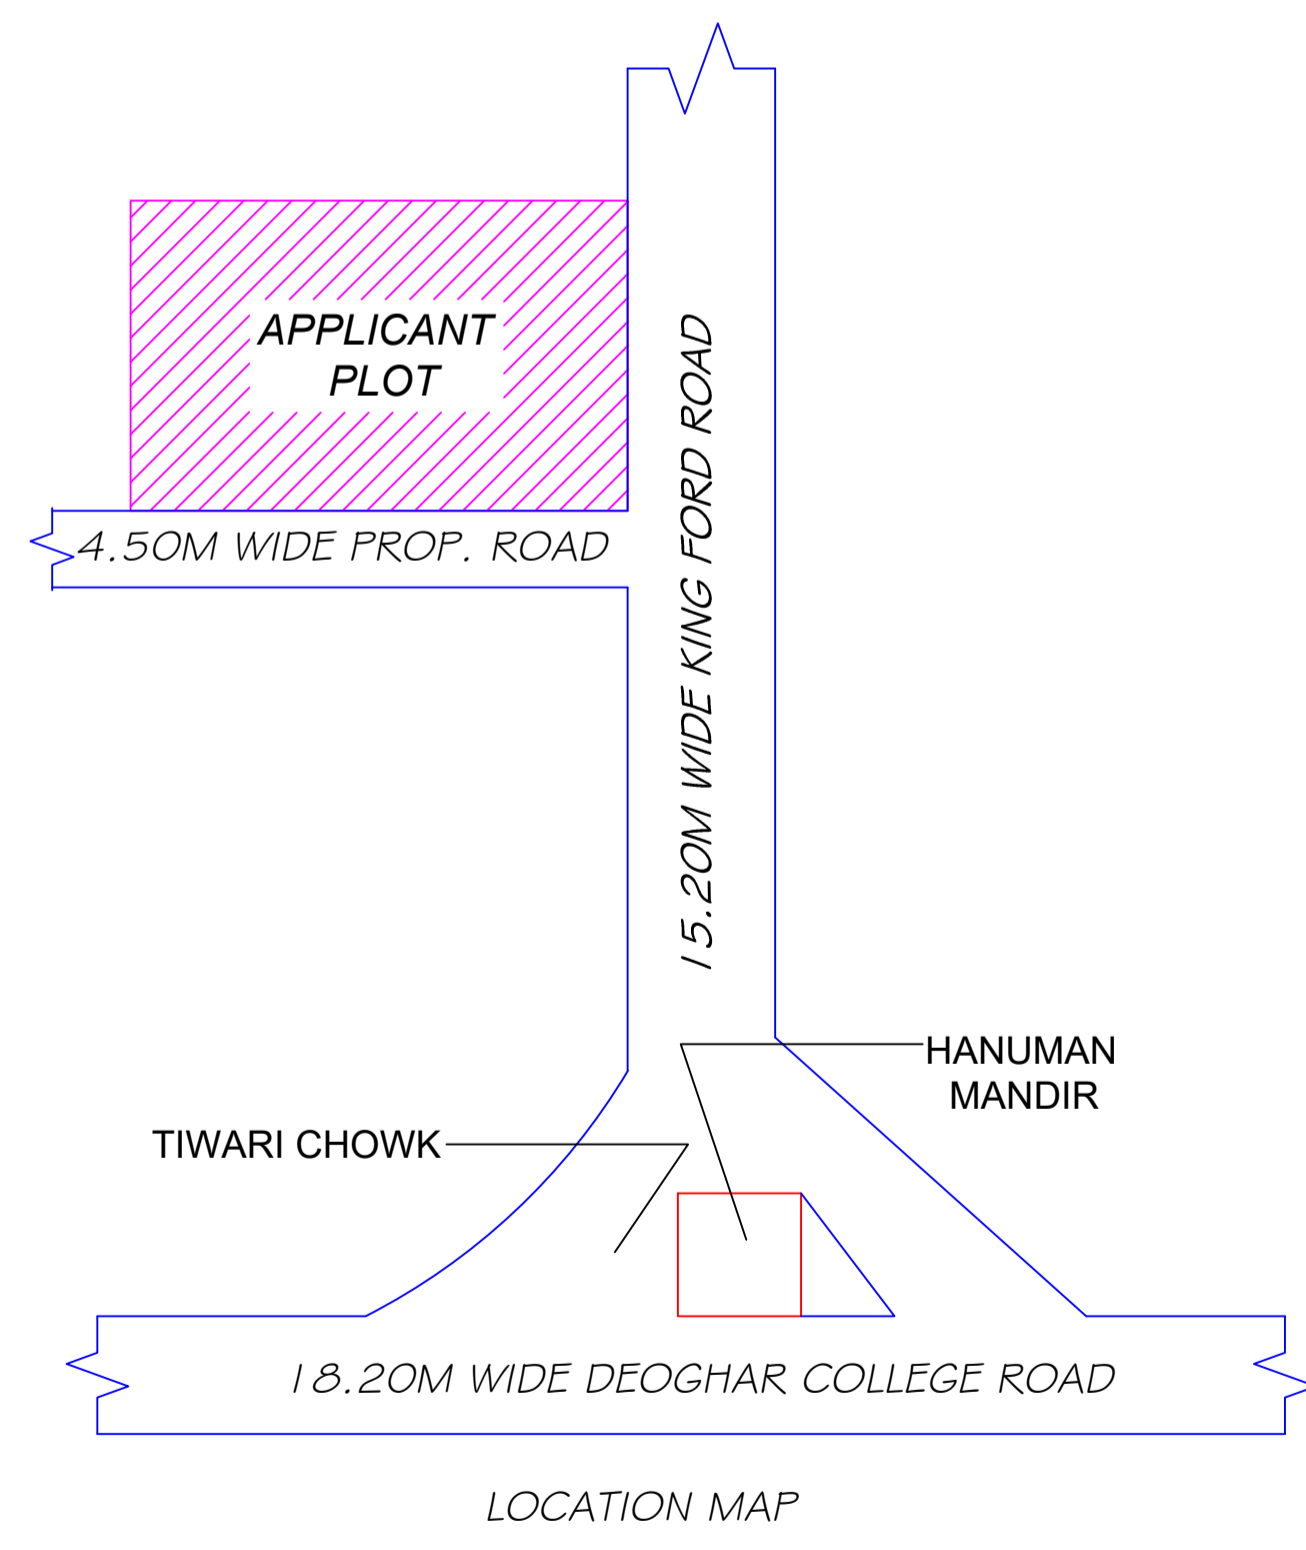 APPLICANT
PLOT
4.50M WIDE PROP. ROAD
15.20M WIDE KING FORD ROAD
HANUMAN
MANDIR
TIWARI CHOWK
18.20M WIDE DEOGHAR COLLEGE ROAD
LOCATION MAP